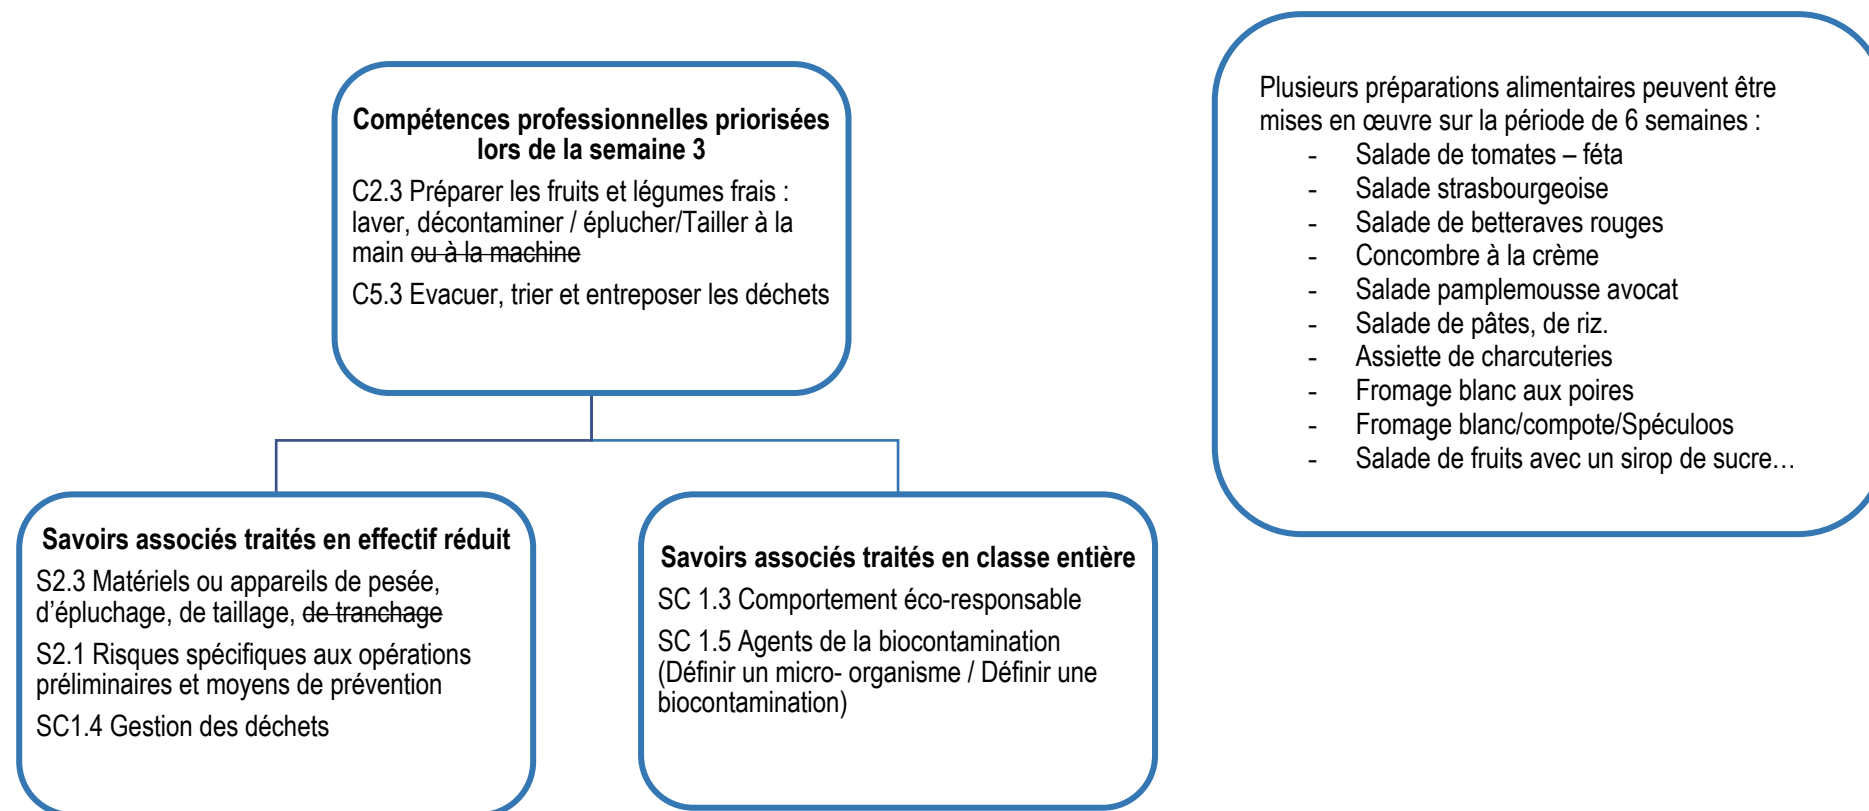 Compétences professionnelles priorisées
lors de la semaine 3
C2.3 Préparer les fruits et légumes frais :
laver, décontaminer / éplucher/Tailler à la
main ou à la machine
C5.3 Evacuer, trier et entreposer les déchets
Plusieurs préparations alimentaires peuvent être
mises en œuvre sur la période de 6 semaines :
- Salade de tomates – féta
- Salade strasbourgeoise
- Salade de betteraves rouges
- Concombre à la crème
- Salade pamplemousse avocat
- Salade de pâtes, de riz.
- Assiette de charcuteries
- Fromage blanc aux poires
- Fromage blanc/compote/Spéculoos
- Salade de fruits avec un sirop de sucre…
Savoirs associés traités en effectif réduit
S2.3 Matériels ou appareils de pesée,
d’épluchage, de taillage, de tranchage
S2.1 Risques spécifiques aux opérations
préliminaires et moyens de prévention
SC1.4 Gestion des déchets
Savoirs associés traités en classe entière
SC 1.3 Comportement éco-responsable
SC 1.5 Agents de la biocontamination
(Définir un micro- organisme / Définir une
biocontamination)